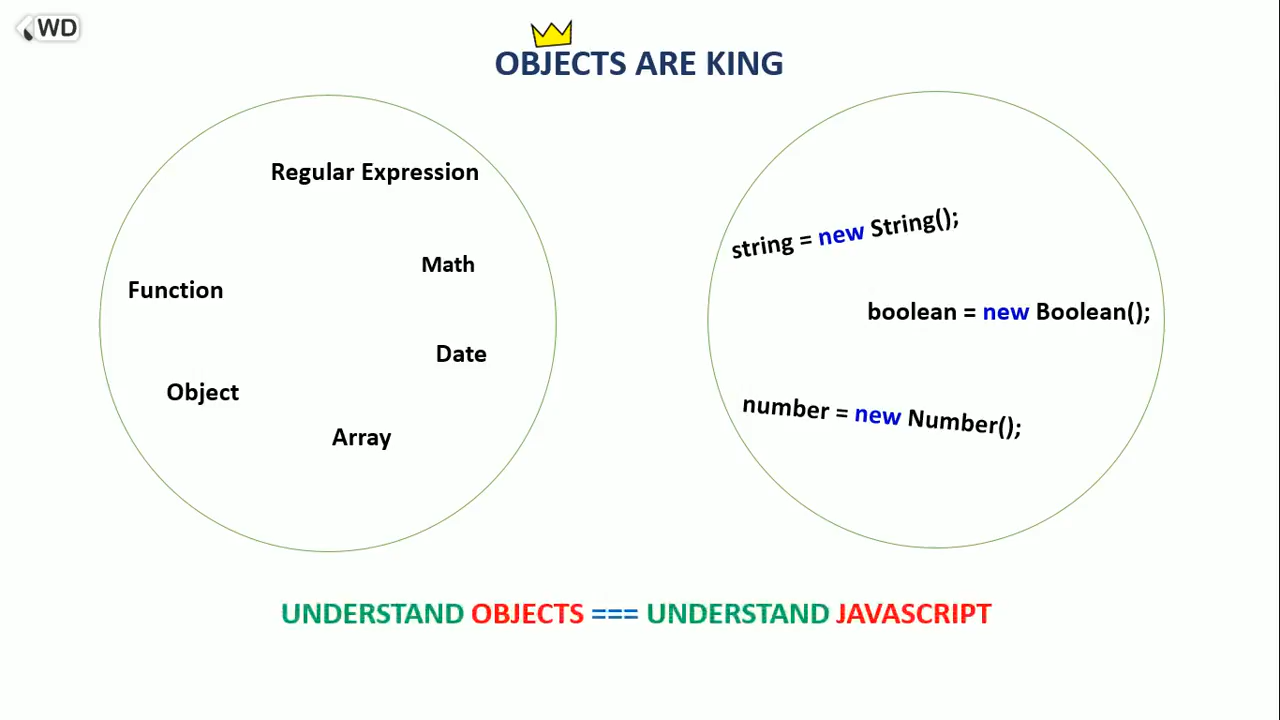 WD
OBJECTS ARE KING
Regular Expression
Math
Function
Date
Object
Array
string = new String();
boolean = new Boolean();
number = new Number();
UNDERSTAND OBJECTS === UNDERSTAND JAVASCRIPT